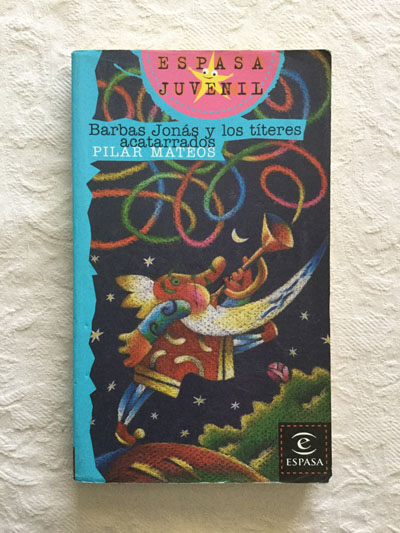 ESPASA
JUVENIL
Barbas Jonás y los títeres
acatarrados
PILAR MATEOS
e
ESPASA